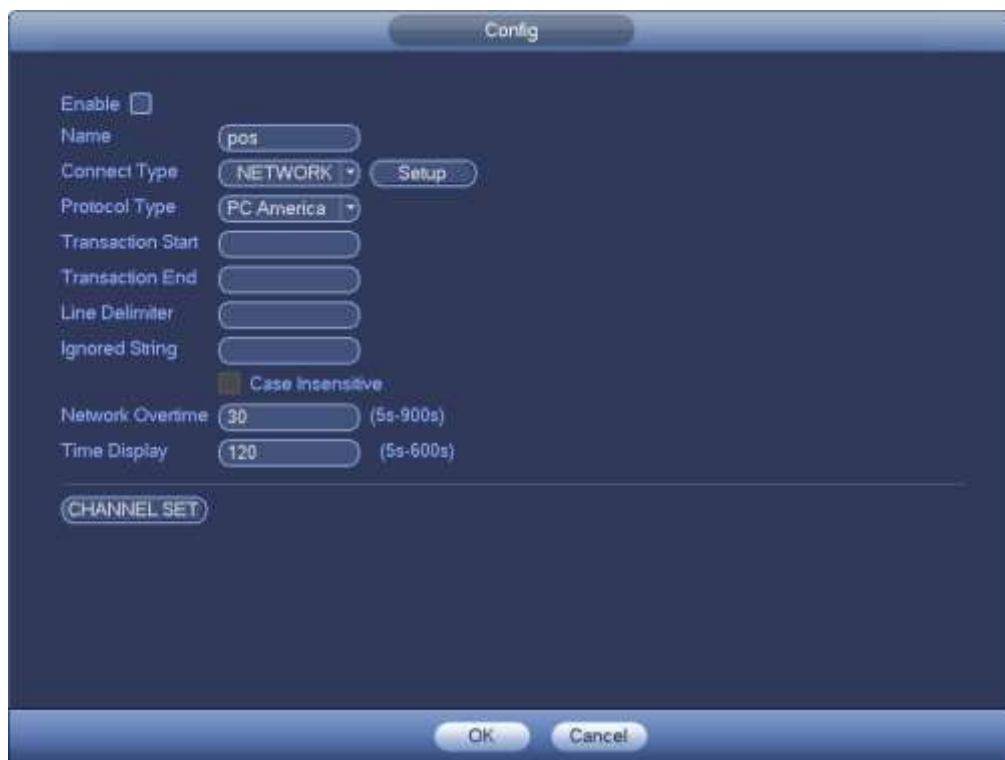 Config
Enable
Name pos
Connect Type NETWORK Setup
Protocol Type PC America
Transaction Start
Transaction End
Line Delimiter
Ignored String
Case Insensitive
Network Overtime 30 (5s-900s)
Time Display 120 (5s-600s)
CHANNEL SET
OK Cancel